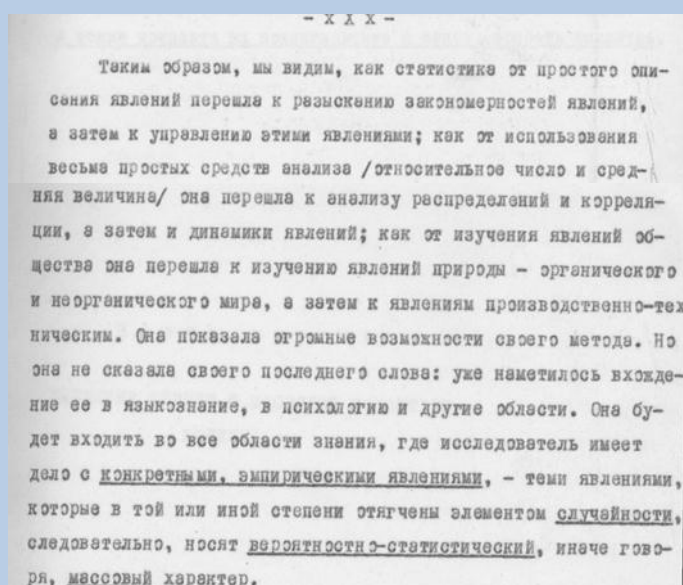 - х х х -
Таким образом, мы видим, как статистика от простого опи-
сания явлений перешла к разысканию закономерностей явлений,
а затем к управлению этими явлениями; как от использования
весьма простых средств анализа /относительное число и сред-
няя величина/ она перешла к анализу распределений и корреля-
ции, а затем и динамики явлений; как от изучения явлений об-
щества она перешла к изучению явлений природы - органического
и неорганического мира, а затем к явлениям производственно-тех
ническим. Она показала огромные возможности своего метода. Но
она не сказала своего последнего слова: уже наметилось вхожде-
ние ее в языкознание, в психологию и другие области. Она бу-
дет входить во все области знания, где исследователь имеет
дело с конкретными, эмпирическими явлениями, - теми явлениями,
которые в той или иной степени отягчены элементом случайности,
следовательно, носят вероятностно-статистический, иначе гово-
ря, массовый характер.